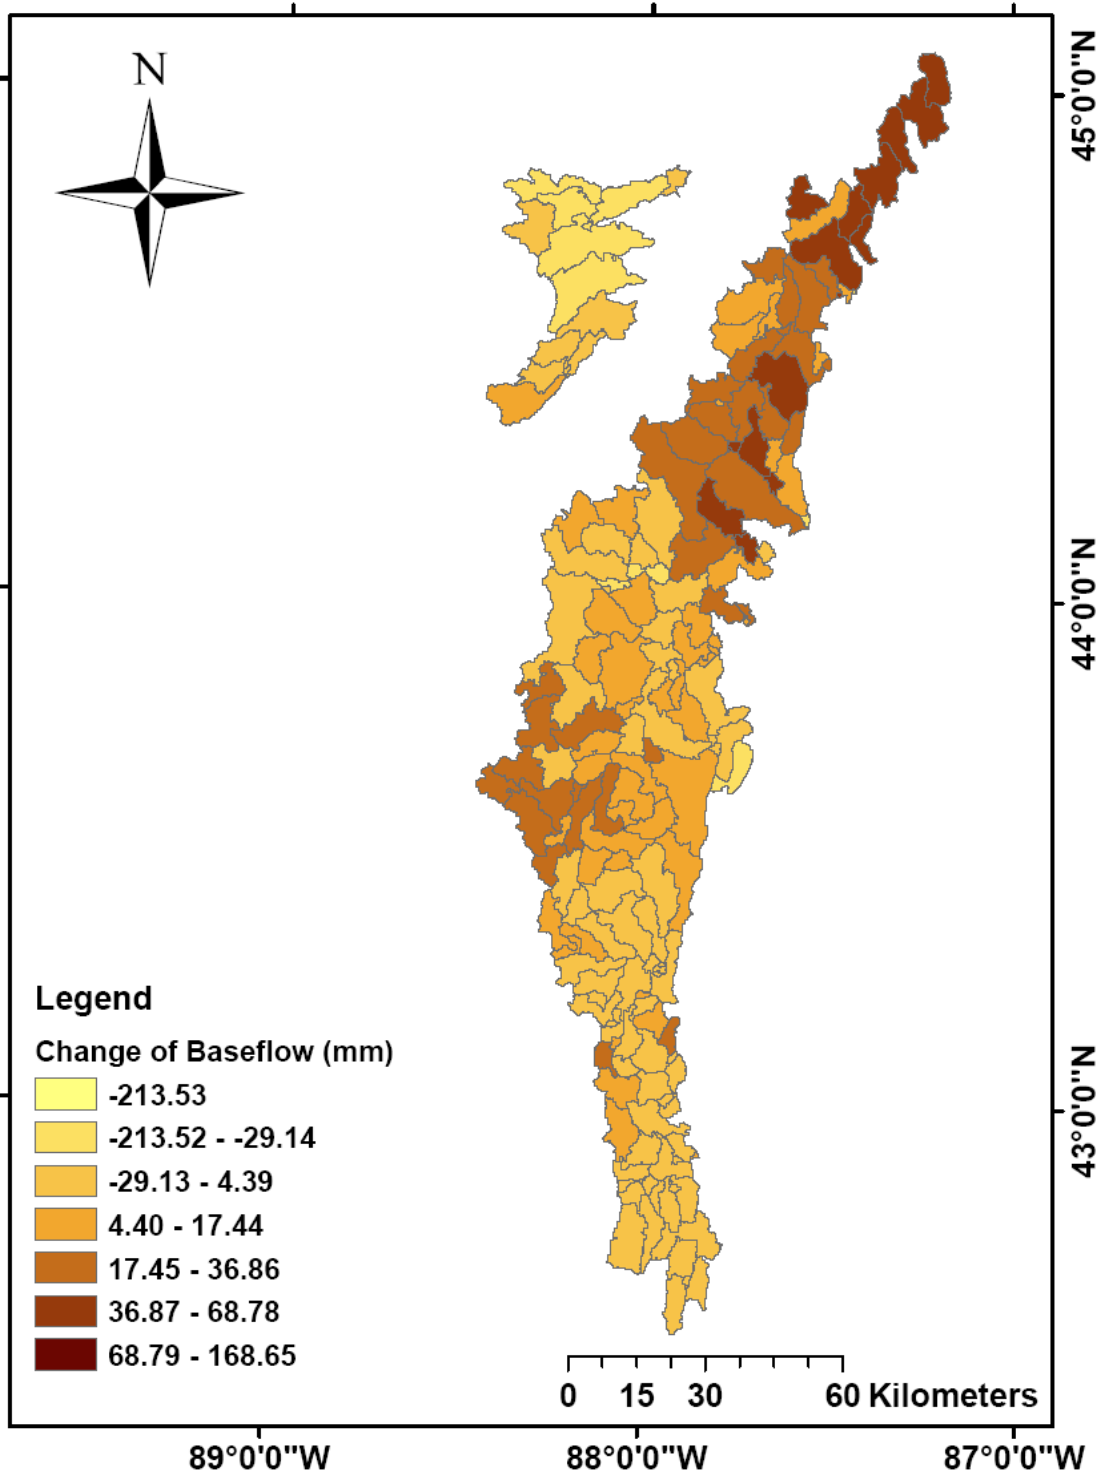 N
45°0'0"N
44°0'0"N
43°0'0"N
Legend
Change of Baseflow (mm)
-213.53
-213.52 - -29.14
-29.13 - 4.39
4.40 - 17.44
17.45 - 36.86
36.87 - 68.78
68.79 - 168.65
0 15 30 60 Kilometers
89°0'0"W 88°0'0"W 87°0'0"W